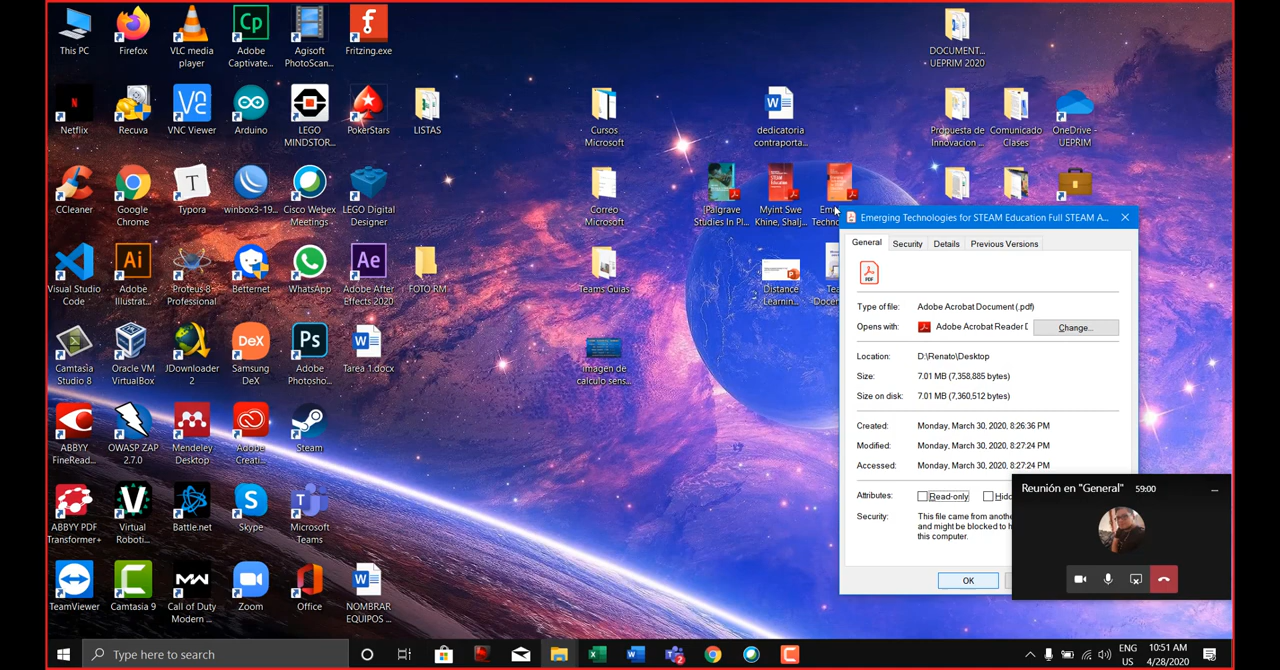 This PC
Firefox
VLC media
player
Adobe
Captivate...
Agisoft
PhotoScan...
Fritzing.exe
DOCUMENT...
- UEPRIM 2020
Netflix
Recuva
VNC Viewer
Arduino
LEGO
MINDSTOR...
PokerStars
LISTAS
Cursos
Microsoft
dedicatoria
contraporta...
Propuesta de
Innovacion ...
Comunicado
Clases
OneDrive -
UEPRIM
CCleaner
Google
Chrome
Typora
winbox3-19...
Cisco Webex
Meetings -
LEGO Digital
Designer
Correo
Microsoft
[Palgrave
Studies In Pl...
Myint Swe
Khine, Shalj...
Visual Studio
Code
Adobe
Illustrat...
Proteus 8
Professional
Betternet
WhatsApp
Adobe After
Effects 2020
FOTO RM
Teams Guias
Distance
Learnin...
Camtasia
Studio 8
Oracle VM
VirtualBox
JDownloader
2
Samsung
DeX
Adobe
Photosho...
Tarea 1.docx
imagen de
calculo sens...
ABBYY
FineRead...
OWASP ZAP
2.7.0
Mendeley
Desktop
Adobe
Creati...
Steam
ABBYY PDF
Transformer+
Virtual
Roboti...
Battle.net
Skype
Microsoft
Teams
TeamViewer
Camtasia 9
Call of Duty
Modern ...
Zoom
Office
NOMBRAR
EQUIPOS ...
Emerging Technologies for STEAM Education Full STEAM A...
General
Security
Details
Previous Versions
PDF
Type of file: Adobe Acrobat Document (.pdf)
Opens with: Adobe Acrobat Reader D
Change...
Location: D:\Renato\Desktop
Size: 7.01 MB (7,358,885 bytes)
Size on disk: 7.01 MB (7,360,512 bytes)
Created: Monday, March 30, 2020, 8:26:36 PM
Modified: Monday, March 30, 2020, 8:27:24 PM
Accessed: Monday, March 30, 2020, 8:27:24 PM
Attributes: Read-only
Security: This file came from
and might be blocked to
this computer.
OK
Reunión en "General" 59:00
Type here to search
ENG
US
10:51 AM
4/28/2020